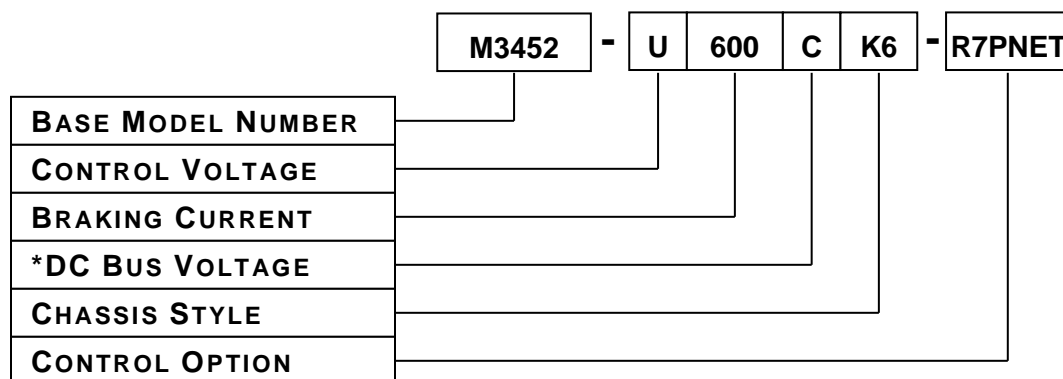 M3452 - U 600 C K6 - R7PNET
BASE MODEL NUMBER
CONTROL VOLTAGE
BRAKING CURRENT
*DC BUS VOLTAGE
CHASSIS STYLE
CONTROL OPTION